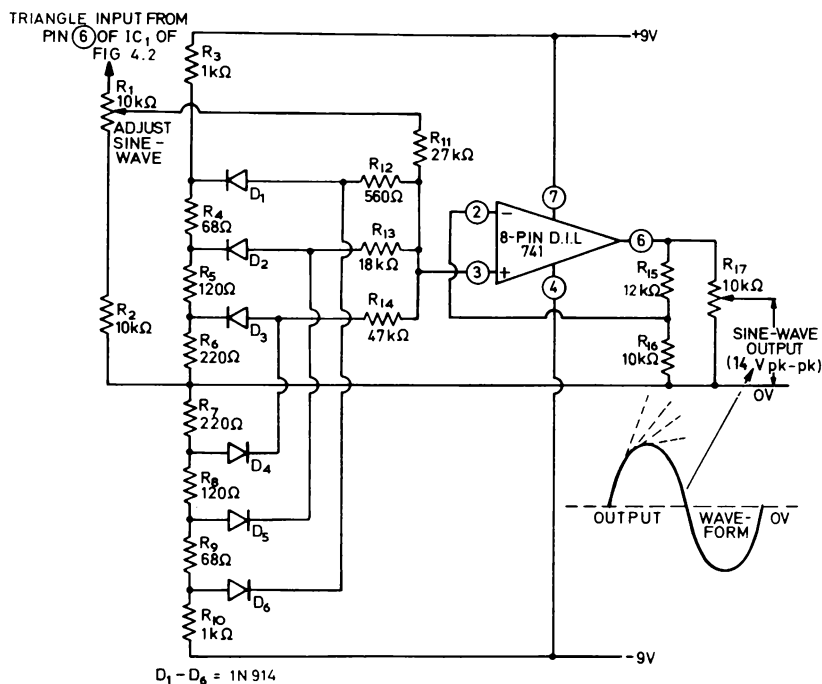 TRIANGLE INPUT FROM
PIN 6 OF IC1 OF
FIG 4.2
R1
10kΩ
ADJUST
SINE-
WAVE
R2
10kΩ
R3
1kΩ
R4
68Ω
R5
120Ω
R6
220Ω
R7
220Ω
R8
120Ω
R9
68Ω
R10
1kΩ
D1
D2
D3
D4
D5
D6
R11
27kΩ
R12
560Ω
R13
18kΩ
R14
47kΩ
+9V
7
2
-
8-PIN D.I.L
741
6
3
+
4
R15
12kΩ
R16
10kΩ
R17
10kΩ
SINE-WAVE
OUTPUT
(14 V pk-pk)
0V
OUTPUT
WAVE-
FORM
0V
-9V
D1-D6 = 1N914